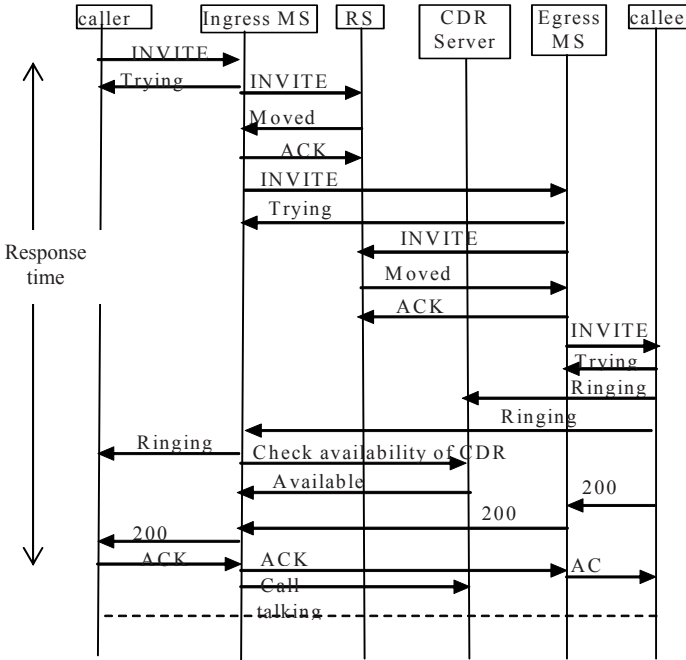 caller
Ingress MS
RS
CDR
Server
Egress
MS
callee
INVITE
Trying
INVITE
Moved
ACK
INVITE
Trying
INVITE
Response
time
Moved
ACK
INVITE
Trying
Ringing
Ringing
Ringing
Check availability of CDR
Available
200
200
200
ACK
ACK
AC
Call
talking